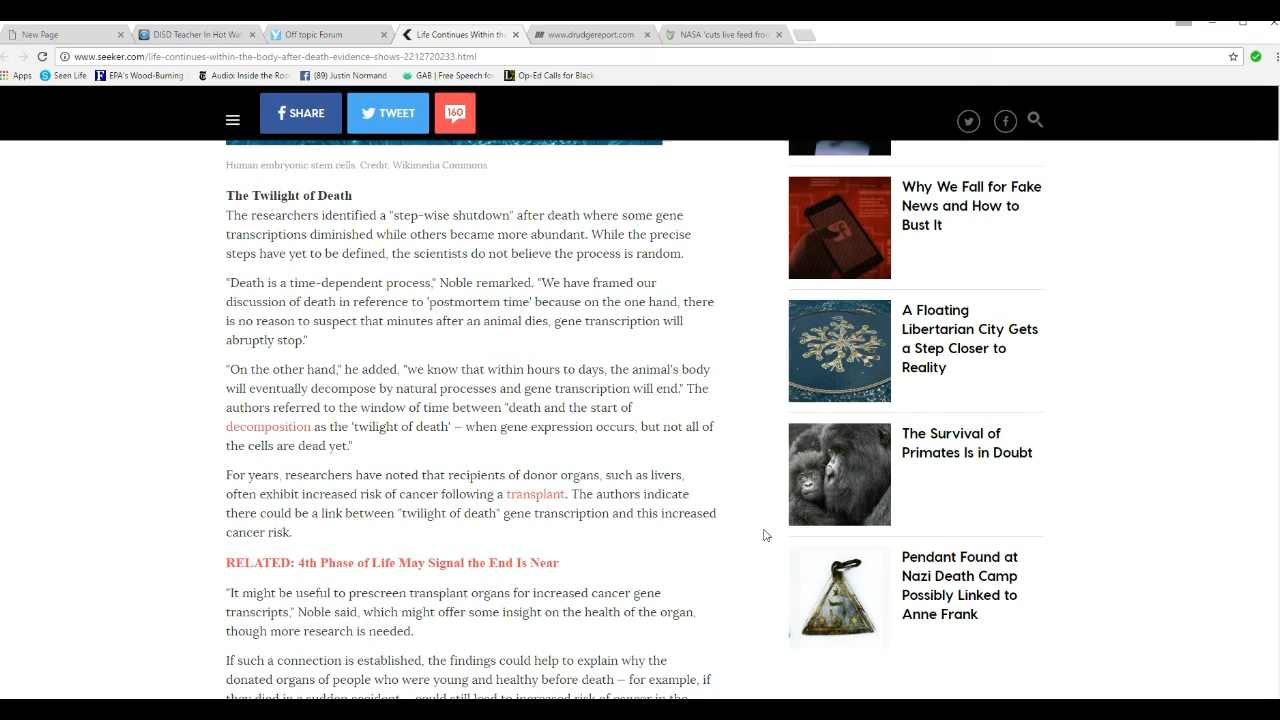 New Page
DISD Teacher In Hot Wat
Off topic Forum
Life Continues Within the
www.drudgereport.com
NASA 'cuts live feed fron
www.seeker.com/life-continues-within-the-body-after-death-evidence-shows-2212720233.html
Apps
Seen Life
EPA's Wood-Burning
Audio: Inside the Roo
(89) Justin Normand
GAB | Free Speech fo
Op-Ed Calls for Black
SHARE
TWEET
160
Human embryonic stem cells. Credit: Wikimedia Commons
The Twilight of Death
The researchers identified a "step-wise shutdown" after death where some gene
transcriptions diminished while others became more abundant. While the precise
steps have yet to be defined, the scientists do not believe the process is random.
"Death is a time-dependent process," Noble remarked. "We have framed our
discussion of death in reference to 'postmortem time' because on the one hand, there
is no reason to suspect that minutes after an animal dies, gene transcription will
abruptly stop."
"On the other hand," he added, "we know that within hours to days, the animal's body
will eventually decompose by natural processes and gene transcription will end." The
authors referred to the window of time between "death and the start of
decomposition as the 'twilight of death' — when gene expression occurs, but not all of
the cells are dead yet."
For years, researchers have noted that recipients of donor organs, such as livers,
often exhibit increased risk of cancer following a transplant. The authors indicate
there could be a link between "twilight of death" gene transcription and this increased
cancer risk.
RELATED: 4th Phase of Life May Signal the End Is Near
"It might be useful to prescreen transplant organs for increased cancer gene
transcripts," Noble said, which might offer some insight on the health of the organ,
though more research is needed.
If such a connection is established, the findings could help to explain why the
donated organs of people who were young and healthy before death — for example, if
they died in a sudden accident — could still lead to increased risk of cancer in the
Why We Fall for Fake
News and How to
Bust It
A Floating
Libertarian City Gets
a Step Closer to
Reality
The Survival of
Primates Is in Doubt
Pendant Found at
Nazi Death Camp
Possibly Linked to
Anne Frank